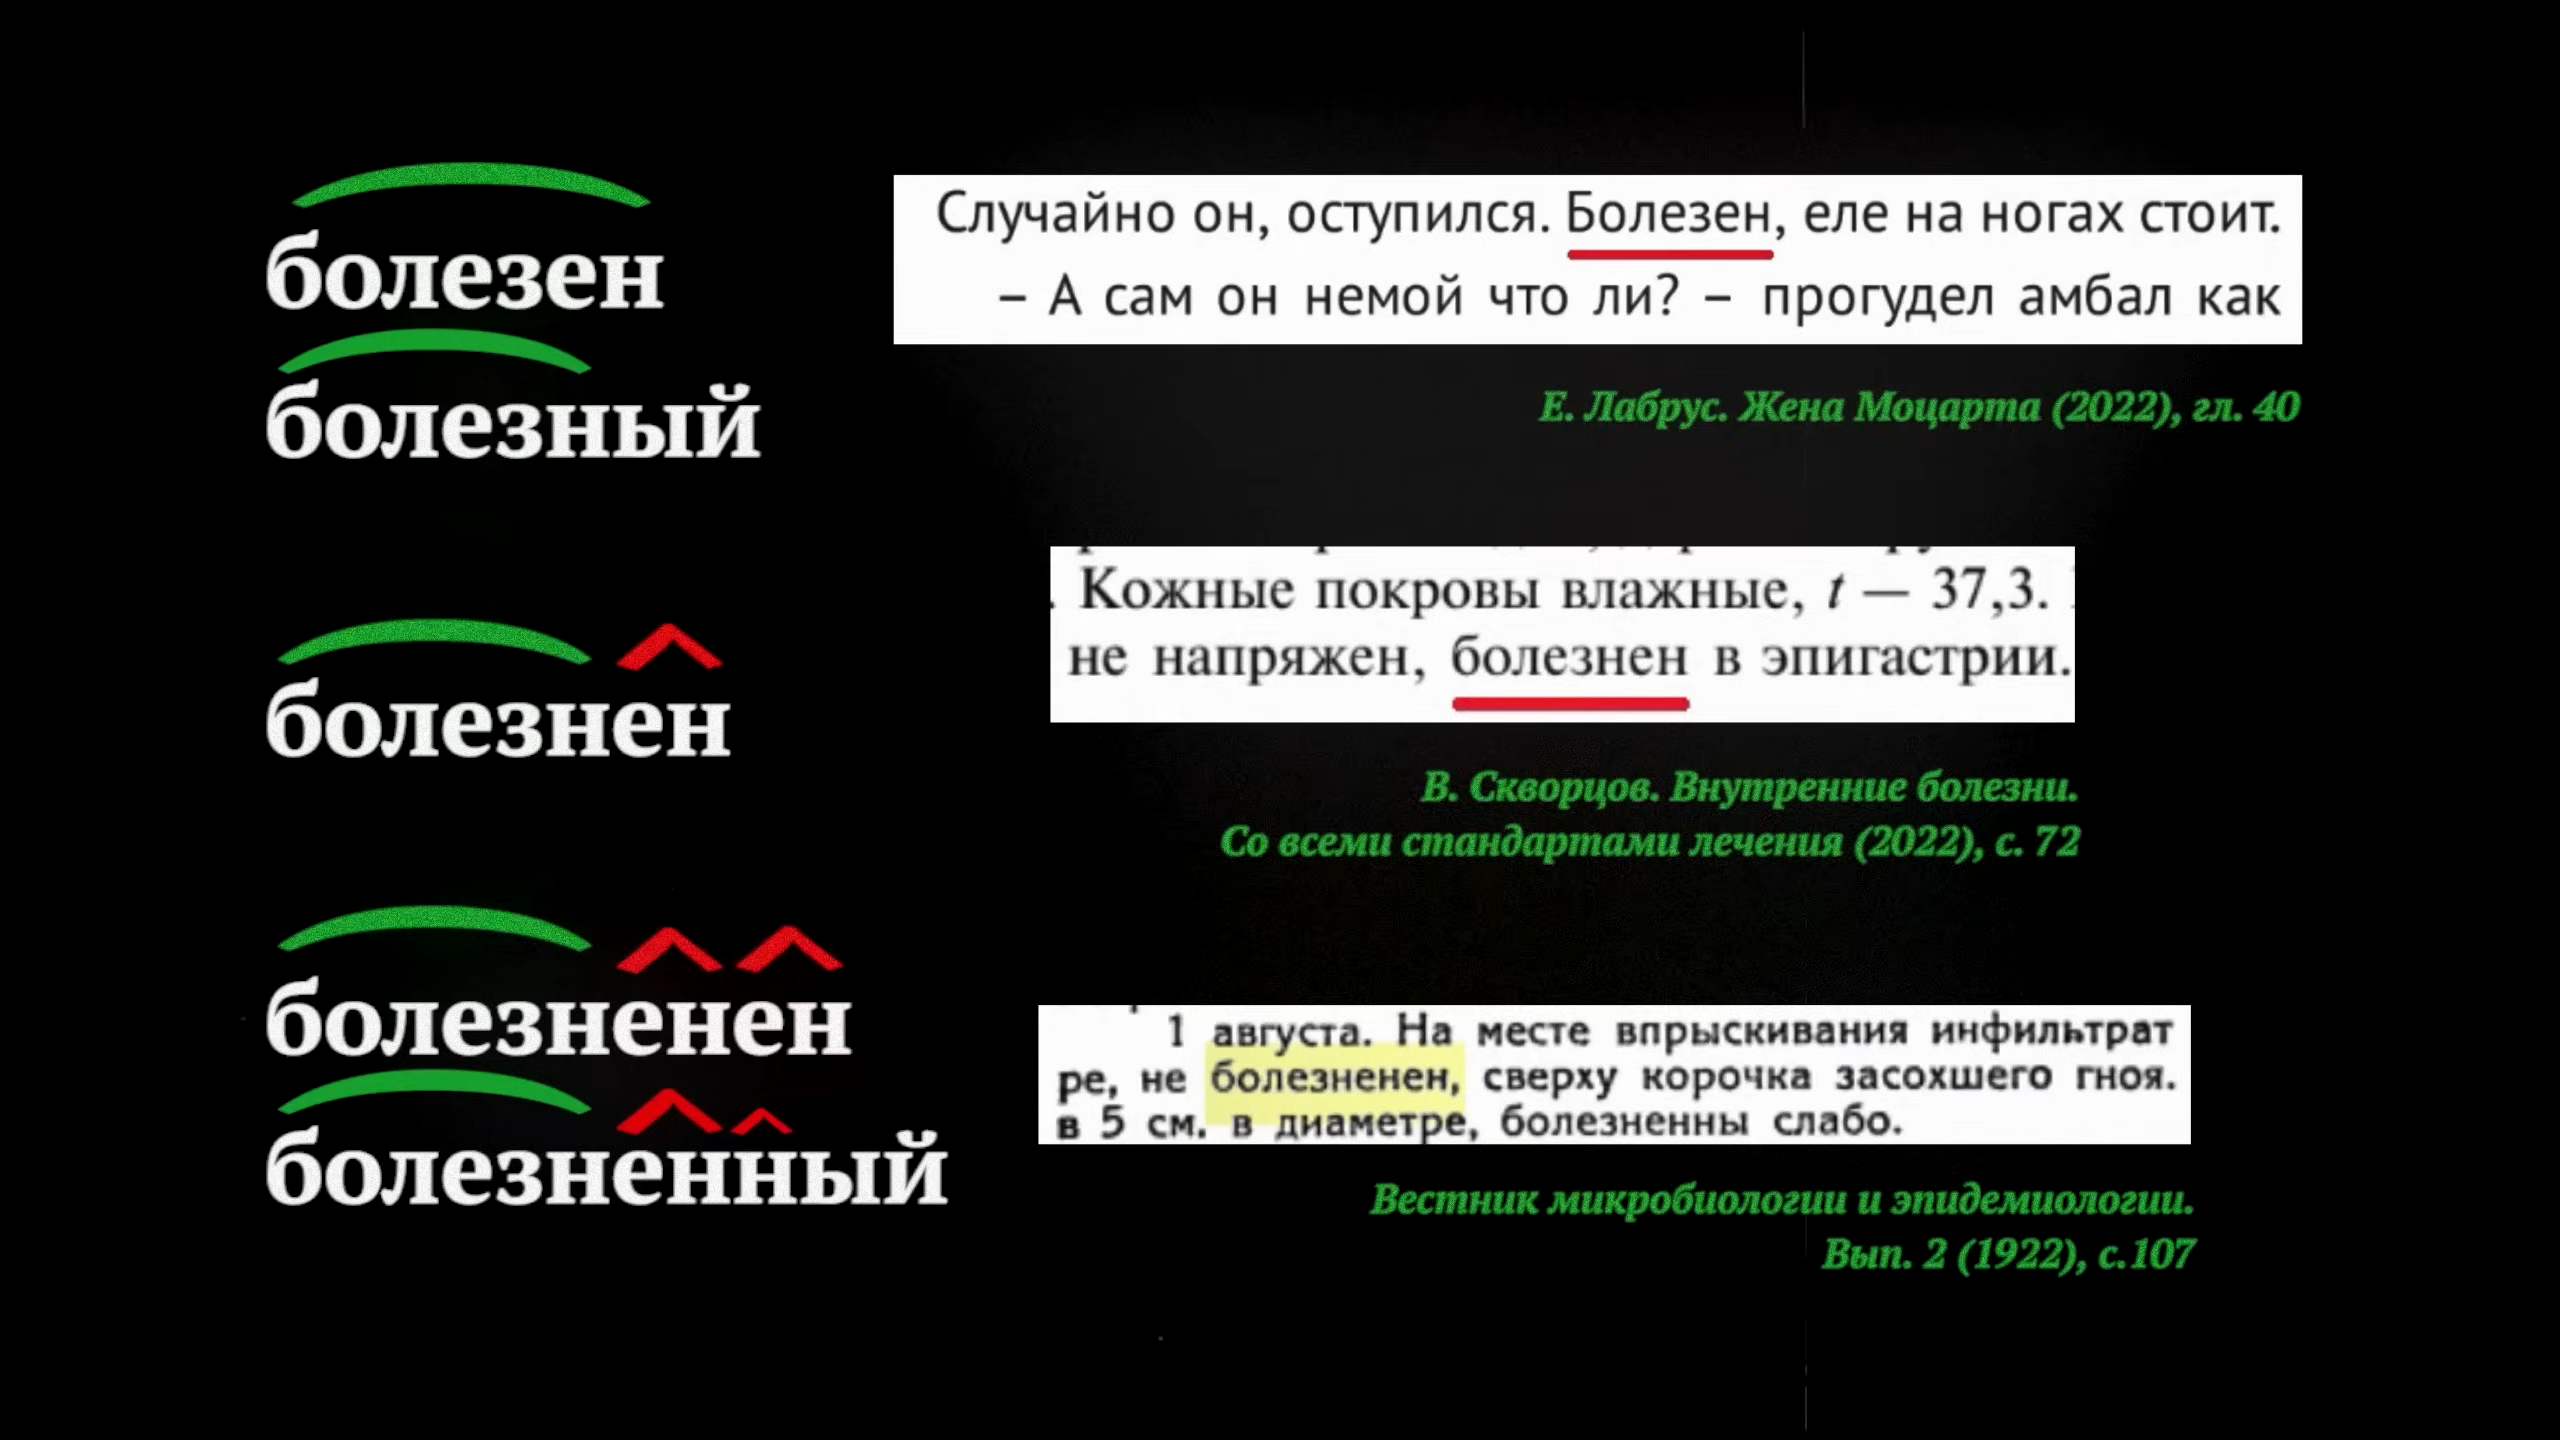 болезен
болезный
Случайно он, оступился. Болезен, еле на ногах стоит.
– А сам он немой что ли? – прогудел амбал как
Е. Лабрус. Жена Моцарта (2022), гл. 40
болезнен
Кожные покровы влажные, t — 37,3.
не напряжен, болезнен в эпигастрии.
В. Скворцов. Внутренние болезни.
Со всеми стандартами лечения (2022), с. 72
болезненен
болезненный
1 августа. На месте впрыскивания инфильтрат
ре, не болезненен, сверху корочка засохшего гноя.
в 5 см. в диаметре, болезненны слабо.
Вестник микробиологии и эпидемиологии.
Вып. 2 (1922), с.107